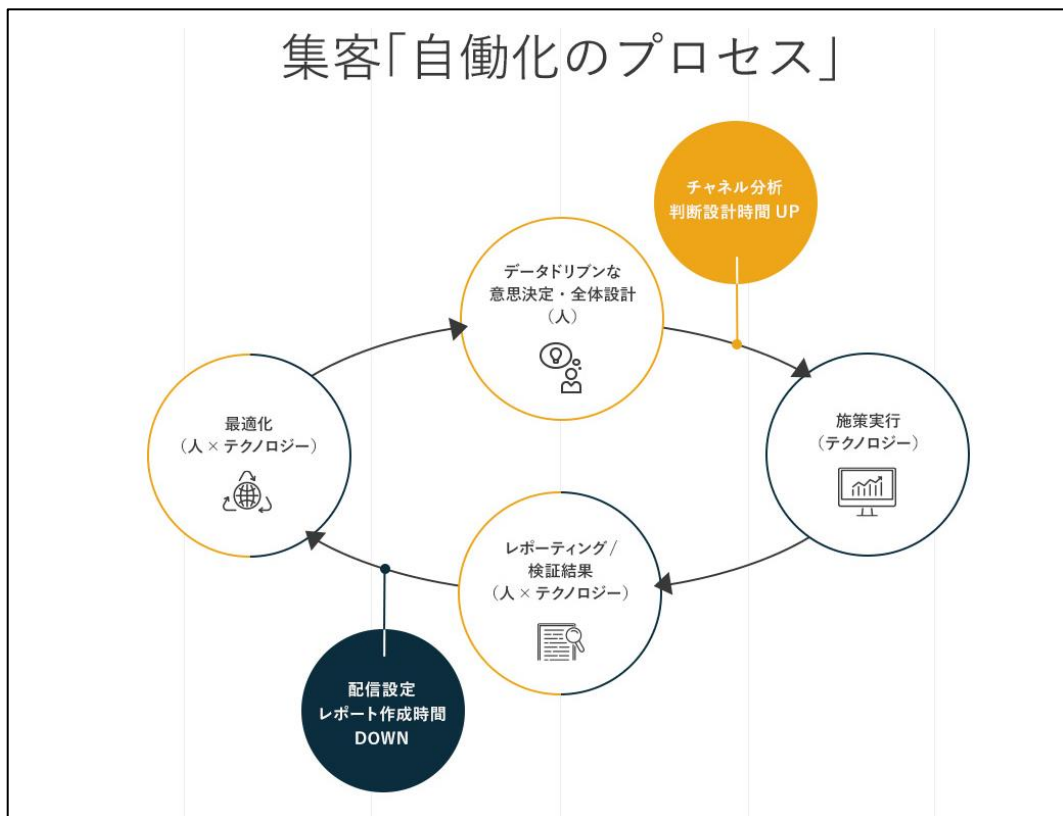 集客「自働化のプロセス」
チャネル分析
判断設計時間 UP
データドリブンな
意思決定・全体設計
（人）
最適化
（人 × テクノロジー）
施策実行
（テクノロジー）
レポーティング /
検証結果
（人 × テクノロジー）
配信設定
レポート作成時間
DOWN